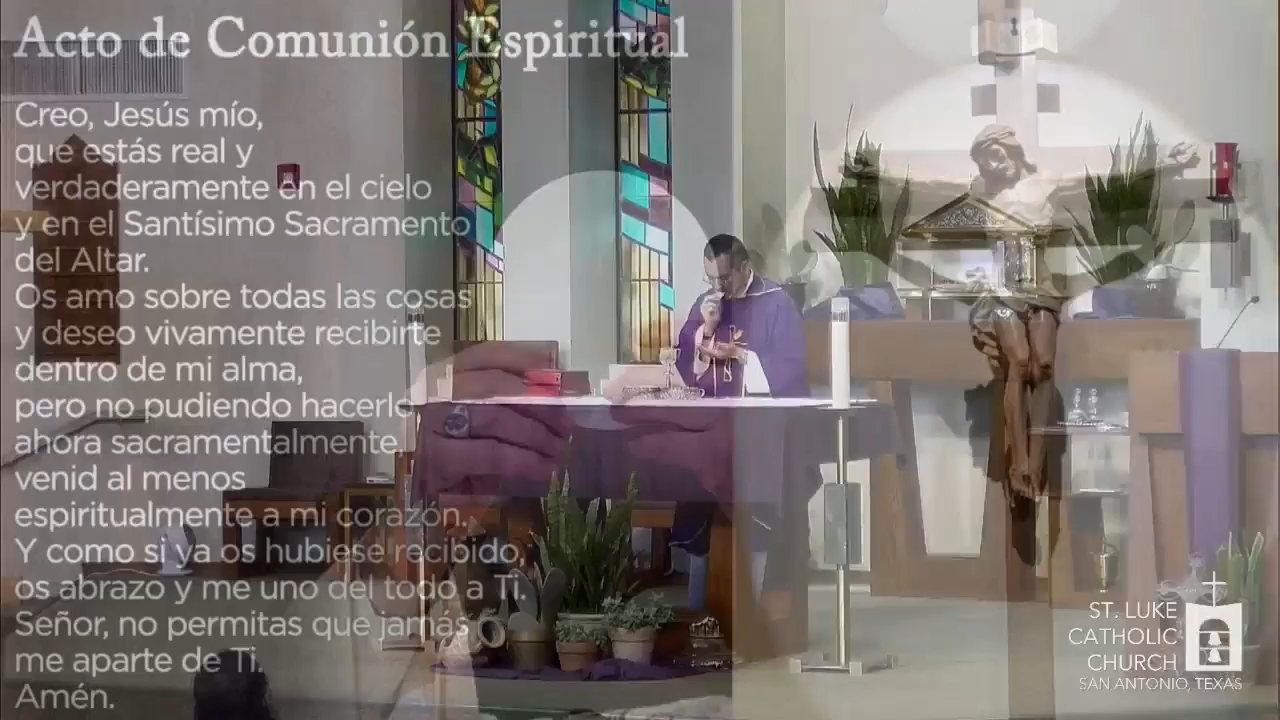 Acto de Comunión Espiritual
Creo, Jesús mío,
que estás real y
verdaderamente en el cielo
y en el Santísimo Sacramento
del Altar.
Os amo sobre todas las cosas
y deseo vivamente recibirte
dentro de mi alma,
pero no pudiendo hacerlo
ahora sacramentalmente,
venid al menos
espiritualmente a mi corazón.
Y como si ya os hubiese recibido,
os abrazo y me uno del todo a Ti.
Señor, no permitas que jamás
me aparte de Ti.
Amén.
ST. LUKE
CATHOLIC
CHURCH
SAN ANTONIO, TEXAS